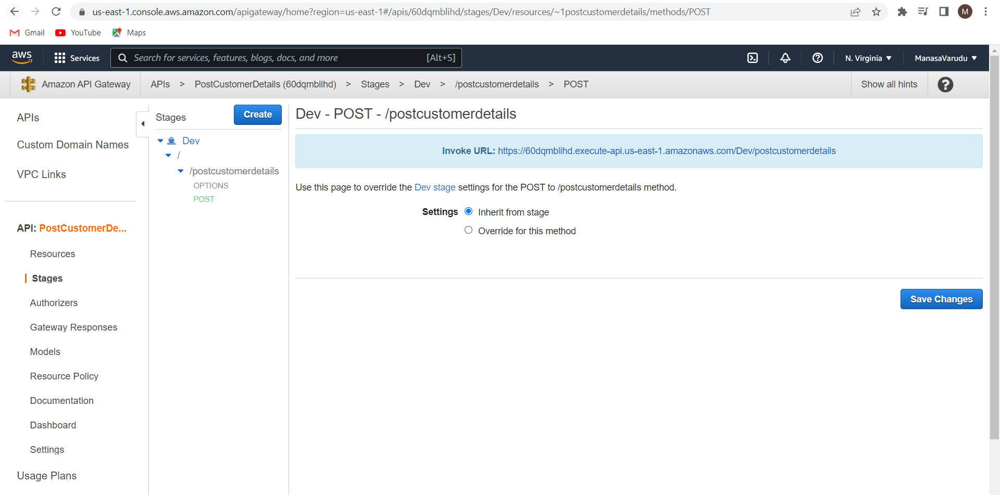 us-east-1.console.aws.amazon.com/apigateway/home?region=us-east-1#/apis/60dqmblihd/stages/Dev/resources/~1postcustomerdetails/methods/POST
M
Gmail YouTube Maps
aws Services Search for services, features, blogs, docs, and more [Alt+S] N. Virginia ▼ ManasaVarudu ▼
Amazon API Gateway APIs > PostCustomerDetails (60dqmblihd) > Stages > Dev > /postcustomerdetails > POST Show all hints ?
APIs
Custom Domain Names
VPC Links
API: PostCustomerDe...
Resources
Stages
Authorizers
Gateway Responses
Models
Resource Policy
Documentation
Dashboard
Settings
Usage Plans
Stages Create
Dev
/
/postcustomerdetails
OPTIONS
POST
Dev - POST - /postcustomerdetails
Invoke URL: https://60dqmblihd.execute-api.us-east-1.amazonaws.com/Dev/postcustomerdetails
Use this page to override the Dev stage settings for the POST to /postcustomerdetails method.
Settings Inherit from stage
Override for this method
Save Changes